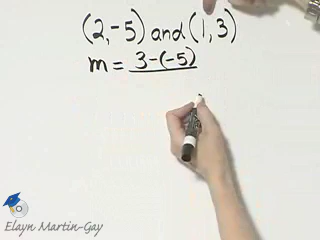 (2,-5) and (1,3)
m = 3-(-5)
Elayn Martin-Gay